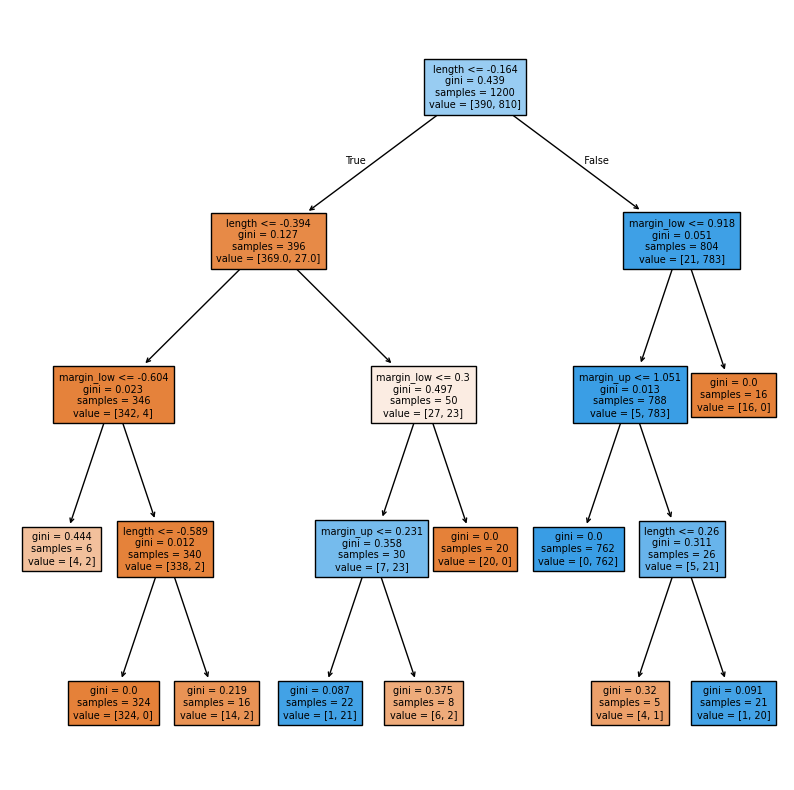 length <= -0.164
gini = 0.439
samples = 1200
value = [390, 810]
True
False
length <= -0.394
gini = 0.127
samples = 396
value = [369.0, 27.0]
margin_low <= 0.918
gini = 0.051
samples = 804
value = [21, 783]
margin_low <= -0.604
gini = 0.023
samples = 346
value = [342, 4]
margin_low <= 0.3
gini = 0.497
samples = 50
value = [27, 23]
margin_up <= 1.051
gini = 0.013
samples = 788
value = [5, 783]
gini = 0.0
samples = 16
value = [16, 0]
gini = 0.444
samples = 6
value = [4, 2]
length <= -0.589
gini = 0.012
samples = 340
value = [338, 2]
margin_up <= 0.231
gini = 0.358
samples = 30
value = [7, 23]
gini = 0.0
samples = 20
value = [20, 0]
gini = 0.0
samples = 762
value = [0, 762]
length <= 0.26
gini = 0.311
samples = 26
value = [5, 21]
gini = 0.0
samples = 324
value = [324, 0]
gini = 0.219
samples = 16
value = [14, 2]
gini = 0.087
samples = 22
value = [1, 21]
gini = 0.375
samples = 8
value = [6, 2]
gini = 0.32
samples = 5
value = [4, 1]
gini = 0.091
samples = 21
value = [1, 20]